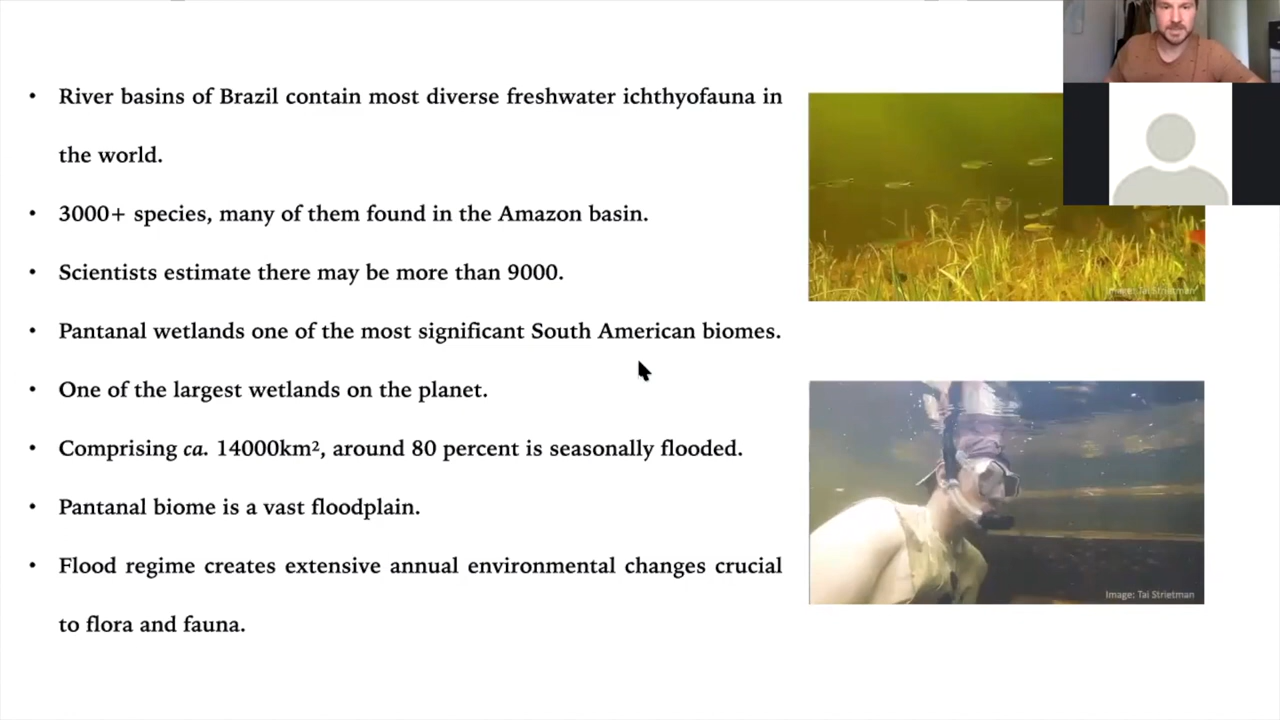 • River basins of Brazil contain most diverse freshwater ichthyofauna in
the world.
• 3000+ species, many of them found in the Amazon basin.
• Scientists estimate there may be more than 9000.
• Pantanal wetlands one of the most significant South American biomes.
• One of the largest wetlands on the planet.
• Comprising ca. 14000km², around 80 percent is seasonally flooded.
• Pantanal biome is a vast floodplain.
• Flood regime creates extensive annual environmental changes crucial
to flora and fauna.
Image: Tai Strietman
Image: Tai Strietman